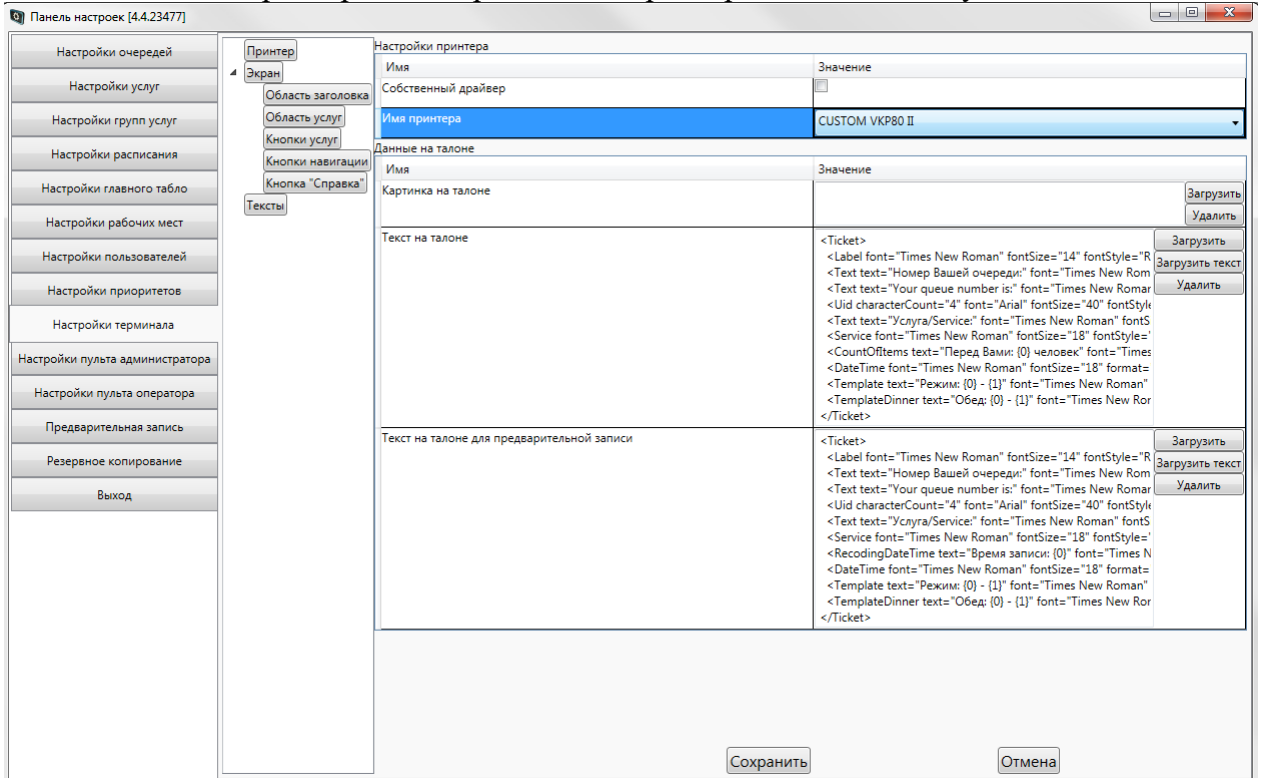 Панель настроек [4.4.23477]
Настройки очередей
Настройки услуг
Настройки групп услуг
Настройки расписания
Настройки главного табло
Настройки рабочих мест
Настройки пользователей
Настройки приоритетов
Настройки терминала
Настройки пульта администратора
Настройки пульта оператора
Предварительная запись
Резервное копирование
Выход
Принтер
Экран
Область заголовка
Область услуг
Кнопки услуг
Кнопки навигации
Кнопка "Справка"
Тексты
Настройки принтера
Имя Значение
Собственный драйвер
Имя принтера CUSTOM VKP80 II
Данные на талоне
Имя Значение
Картинка на талоне
Загрузить
Удалить
Текст на талоне
<Ticket>
<Label font="Times New Roman" fontSize="14" fontStyle="R
<Text text="Номер Вашей очереди:" font="Times New Rom
<Text text="Your queue number is:" font="Times New Romar
<Uid characterCount="4" font="Arial" fontSize="40" fontStyle
<Text text="Услуга/Service:" font="Times New Roman" fontS
<Service font="Times New Roman" fontSize="18" fontStyle="
<CountOfItems text="Перед Вами: {0} человек" font="Times
<DateTime font="Times New Roman" fontSize="18" format=
<Template text="Режим: {0} - {1}" font="Times New Roman"
<TemplateDinner text="Обед: {0} - {1}" font="Times New Ror
</Ticket>
Загрузить
Загрузить текст
Удалить
Текст на талоне для предварительной записи
<Ticket>
<Label font="Times New Roman" fontSize="14" fontStyle="R
<Text text="Номер Вашей очереди:" font="Times New Rom
<Text text="Your queue number is:" font="Times New Romar
<Uid characterCount="4" font="Arial" fontSize="40" fontStyle
<Text text="Услуга/Service:" font="Times New Roman" fontS
<Service font="Times New Roman" fontSize="18" fontStyle="
<RecodingDateTime text="Время записи: {0}" font="Times N
<DateTime font="Times New Roman" fontSize="18" format=
<Template text="Режим: {0} - {1}" font="Times New Roman"
<TemplateDinner text="Обед: {0} - {1}" font="Times New Ror
</Ticket>
Загрузить
Загрузить текст
Удалить
Сохранить
Отмена